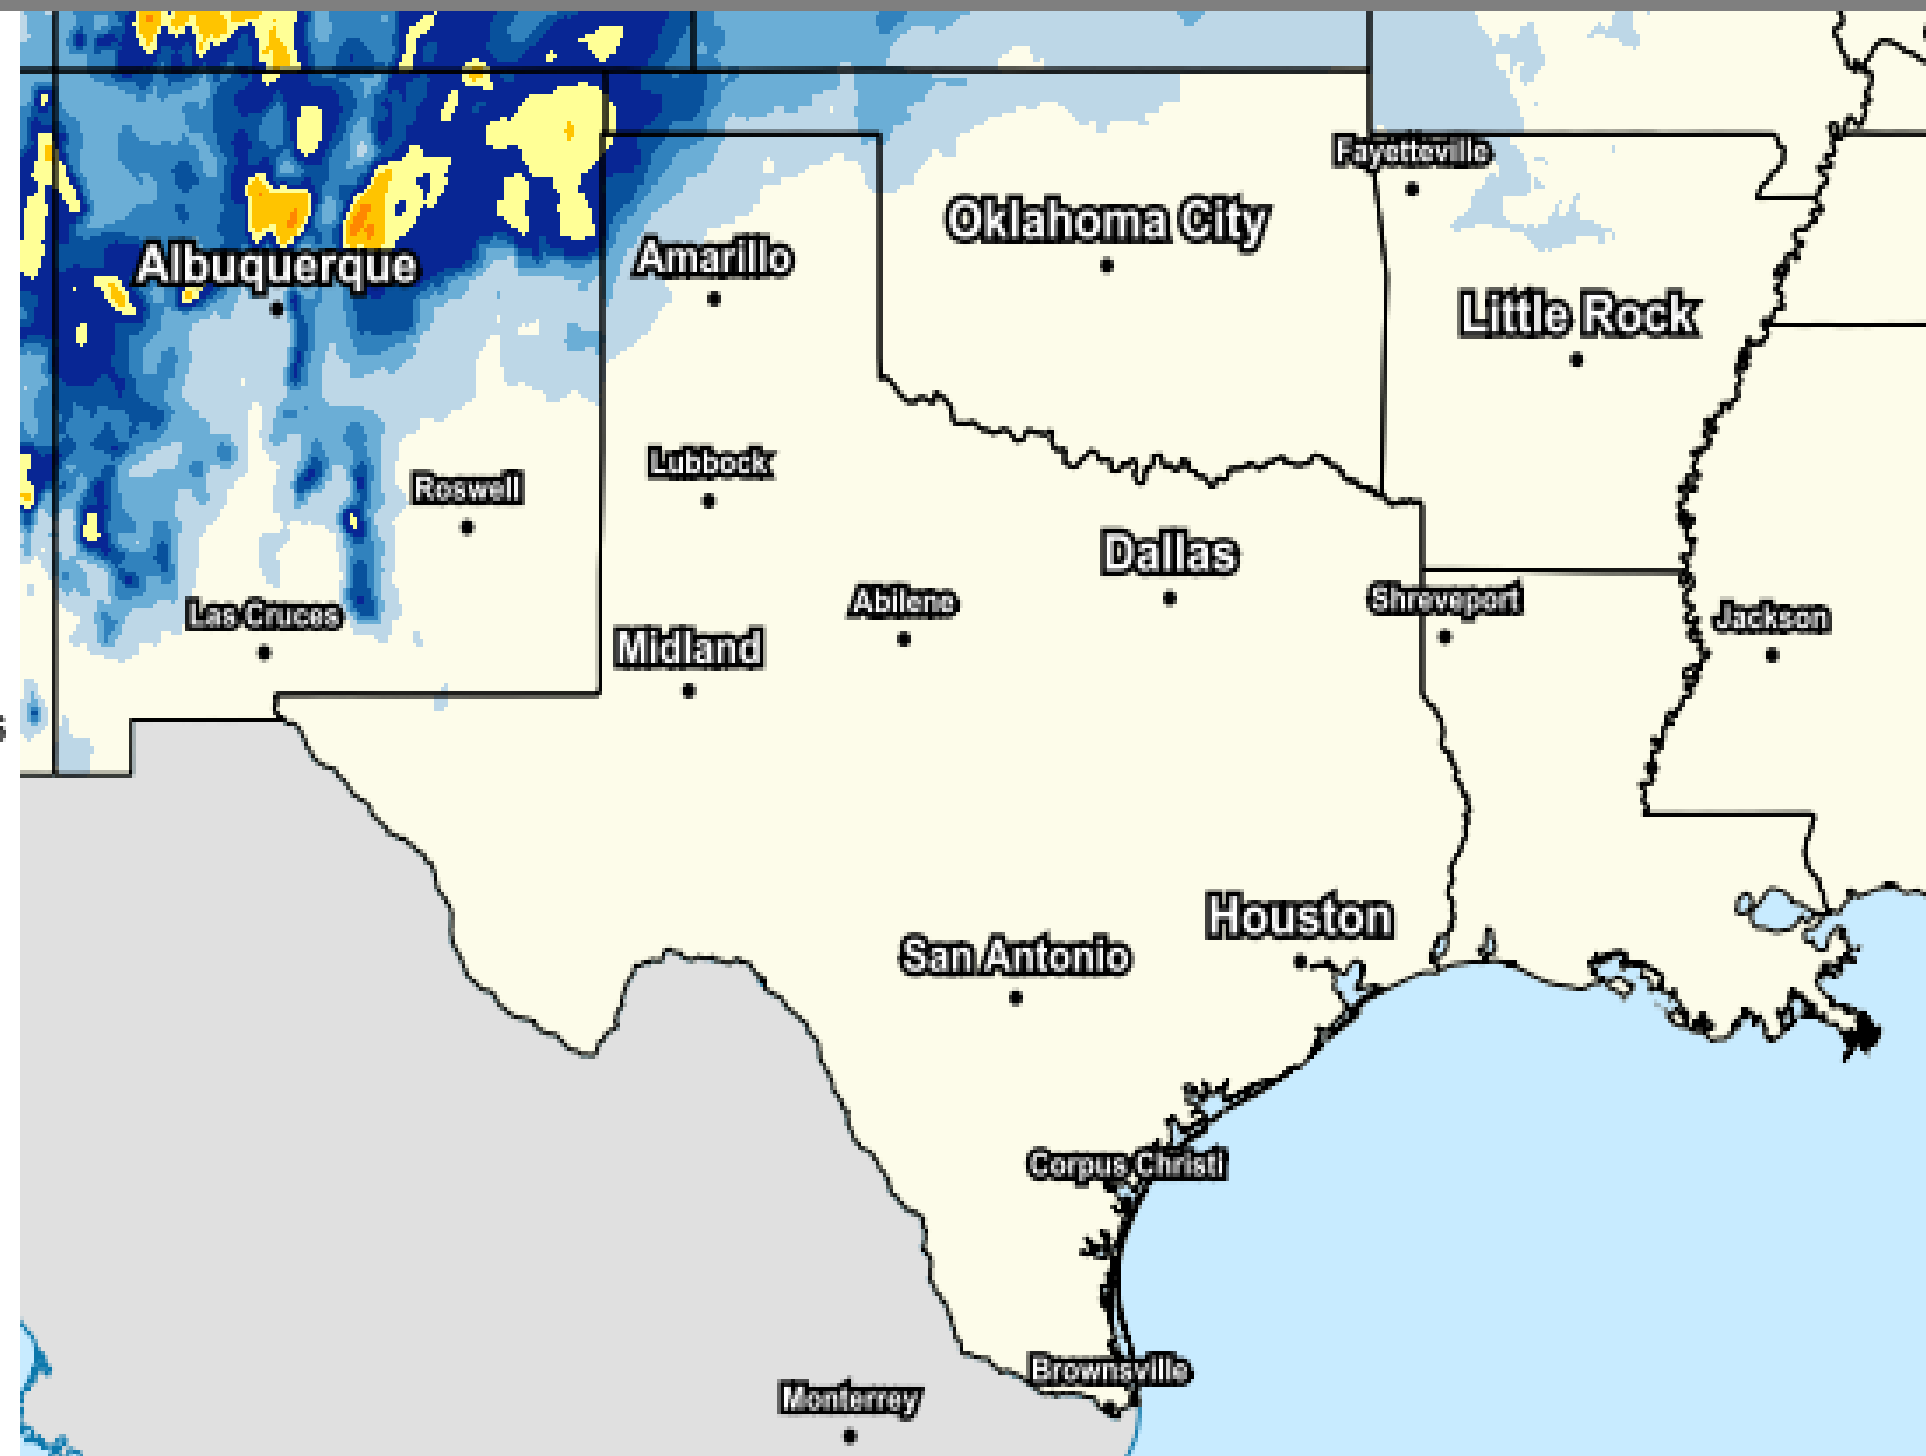 Fayetteville
Oklahoma City
Albuquerque
Amarillo
Little Rock
Lubbock
Roswell
Dallas
Abilene
Shreveport
Las Cruces
Jackson
Midland
Houston
San Antonio
Corpus Christi
Brownsville
Monterrey